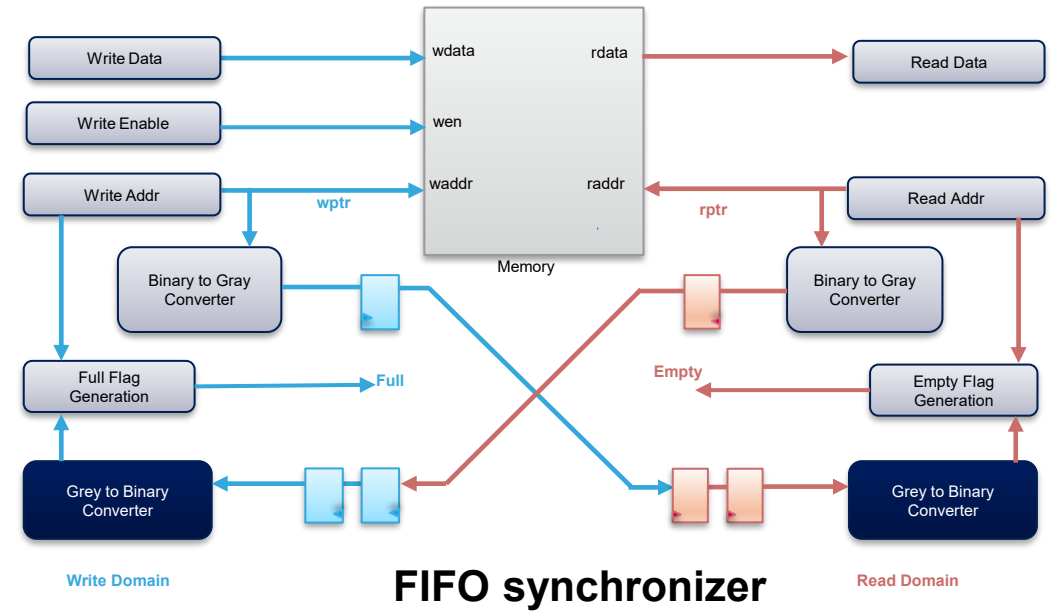 Write Data
wdata
rdata
Read Data
Write Enable
wen
Write Addr
waddr
raddr
Read Addr
wptr
rptr
Memory
Binary to Gray
Converter
Binary to Gray
Converter
Full Flag
Generation
Full
Empty
Empty Flag
Generation
Grey to Binary
Converter
Grey to Binary
Converter
Write Domain
FIFO synchronizer
Read Domain